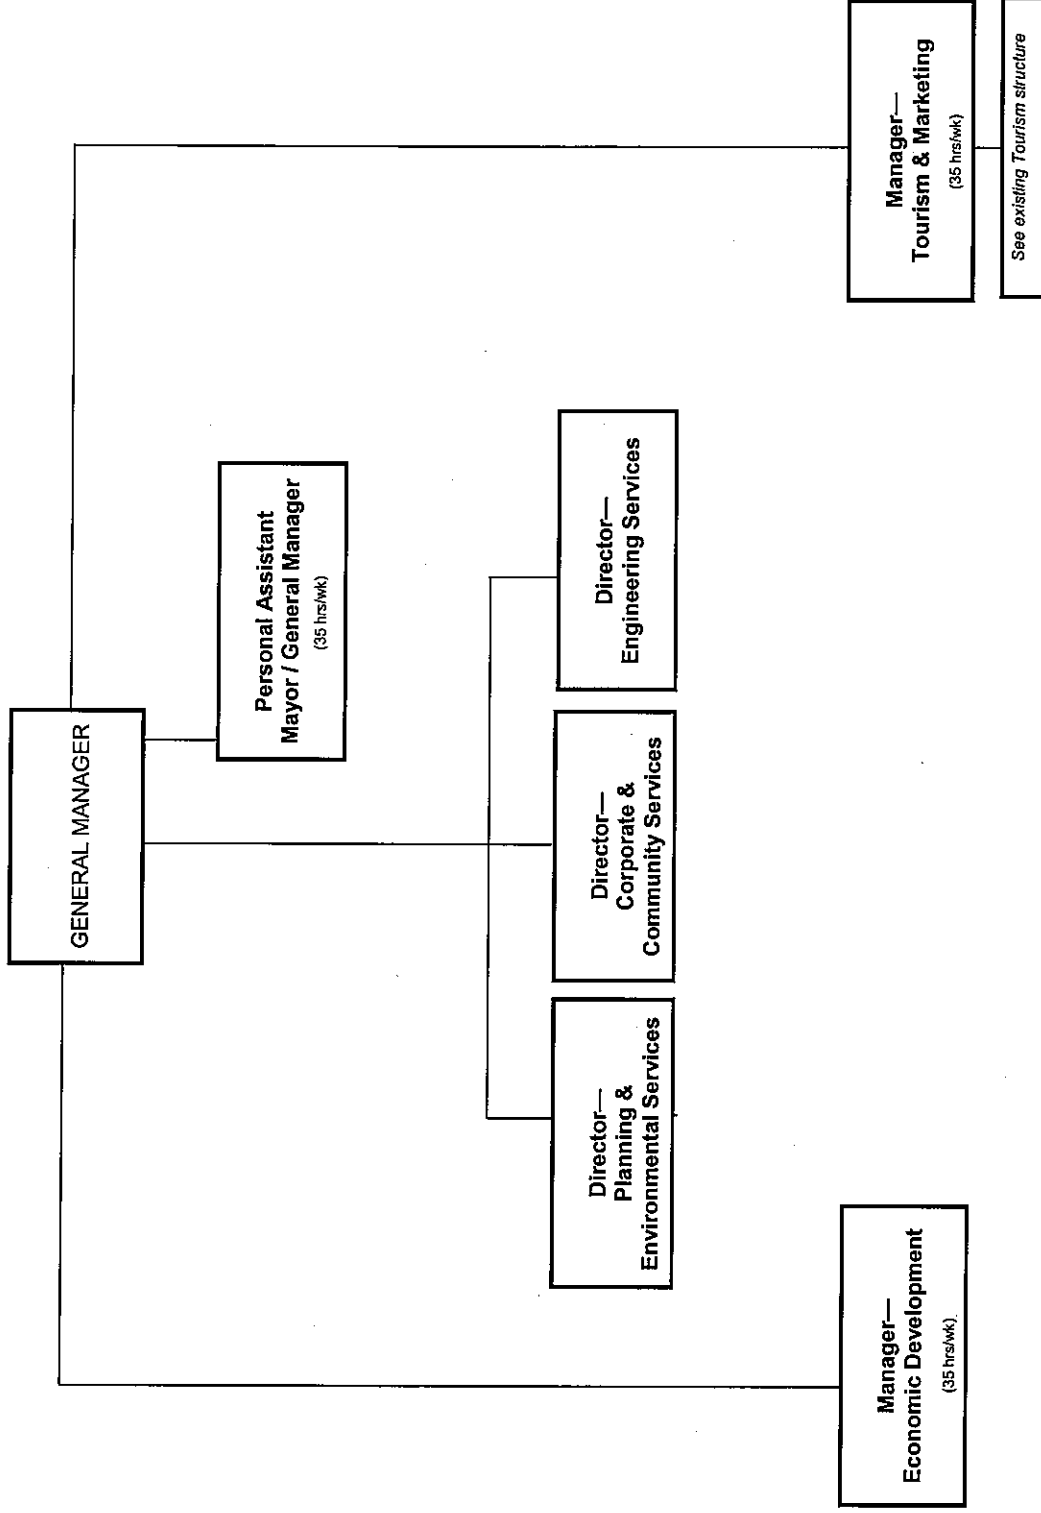 GENERAL MANAGER
Personal Assistant
Mayor / General Manager
(35 hrs/wk)
Director—
Planning &
Environmental Services
Director—
Corporate &
Community Services
Director—
Engineering Services
Manager—
Economic Development
(35 hrs/wk)
Manager—
Tourism & Marketing
(35 hrs/wk)
See existing Tourism structure